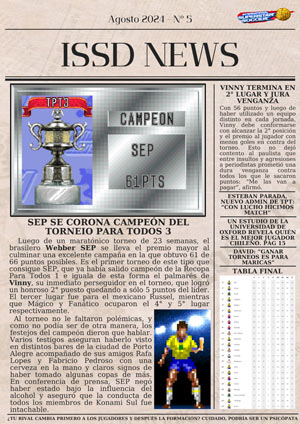 Agosto 2024 - Nº 5
SUPERSTAR
SOCCER
ISSD NEWS
TPT3
CAMPEON
SEP
61PTS
SEP SE CORONA CAMPEÓN DEL
TORNEIO PARA TODOS 3
Luego de un maratónico torneo de 23 semanas, el
brasilero Webber SEP se lleva el premio mayor al
culminar una excelente campaña en la que obtuvo 61 de
66 puntos posibles. Es el primer torneo de este tipo que
consigue SEP, que ya había salido campeón de la Recopa
Para Todos 1 e iguala de esta forma el palmarés de
Vinny, su inmediato perseguidor en el torneo, que logro
un honroso 2º puesto quedando a sólo 5 puntos del líder.
El tercer lugar fue para el mexicano Russel, mientras
que Mágico y Fanático ocuparon el 4º y 5º lugar
respectivamente.
Al torneo no le faltaron polémicas, y
como no podía ser de otra manera, los
festejos del campeón dieron que hablar.
Varios testigos aseguran haberlo visto
en distintos bares de la ciudad de Porto
Alegre acompañado de sus amigos Rafa
Lopes y Fabricio Pedroso con una
cerveza en la mano y claros signos de
haber tomado algunas copas de más.
En conferencia de prensa, SEP negó
haber estado bajo la influencia del
alcohol y aseguró que la conducta de
todos los miembros de Konami Sul fue
intachable.
VINNY TERMINA EN
2º LUGAR Y JURA
VENGANZA
Con 56 puntos y luego de
haber utilizado un equipo
distinto en cada jornada,
Vinny debe conformarse
con alcanzar la 2º posición
y el premio al jugador con
menos goles en contra del
torneo. Esto no dejó
contento al paulista que
entre insultos y agresiones
a periodistas prometió una
dura venganza contra
todos los que le sacaron
puntos. "Me las van a
pagar", afirmó.
ESTEBAN PARADA,
NUEVO ADMIN DE TPT:
"CON LUCHO HICIMOS
MATCH"
UN ESTUDIO DE LA
UNIVERSIDAD DE
OXFORD REVELA QUIEN
ES EL MEJOR JUGADOR
CHILENO. PÁG 15
DAVID: "GANAR
TORNEOS ES PARA
MARICAS"
TABLA FINAL
¿TU RIVAL CAMBIA PRIMERO A LOS JUGADORES Y DESPUÉS LA FORMACIÓN? CUIDADO, PODRÍA SER UN PSICÓPATA